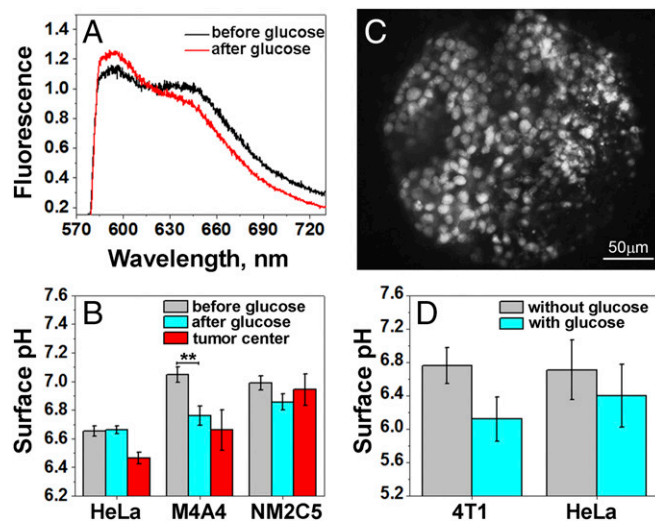 A
before glucose
after glucose
Fluorescence
1.4
1.2
1.0
0.8
0.6
0.4
0.2
570 600 630 660 690 720
Wavelength, nm
C
50μm
B
before glucose
after glucose
tumor center
**
Surface pH
7.6
7.4
7.2
7.0
6.8
6.6
6.4
6.2
HeLa M4A4 NM2C5
D
without glucose
with glucose
Surface pH
7.6
7.2
6.8
6.4
6.0
5.6
5.2
4T1 HeLa